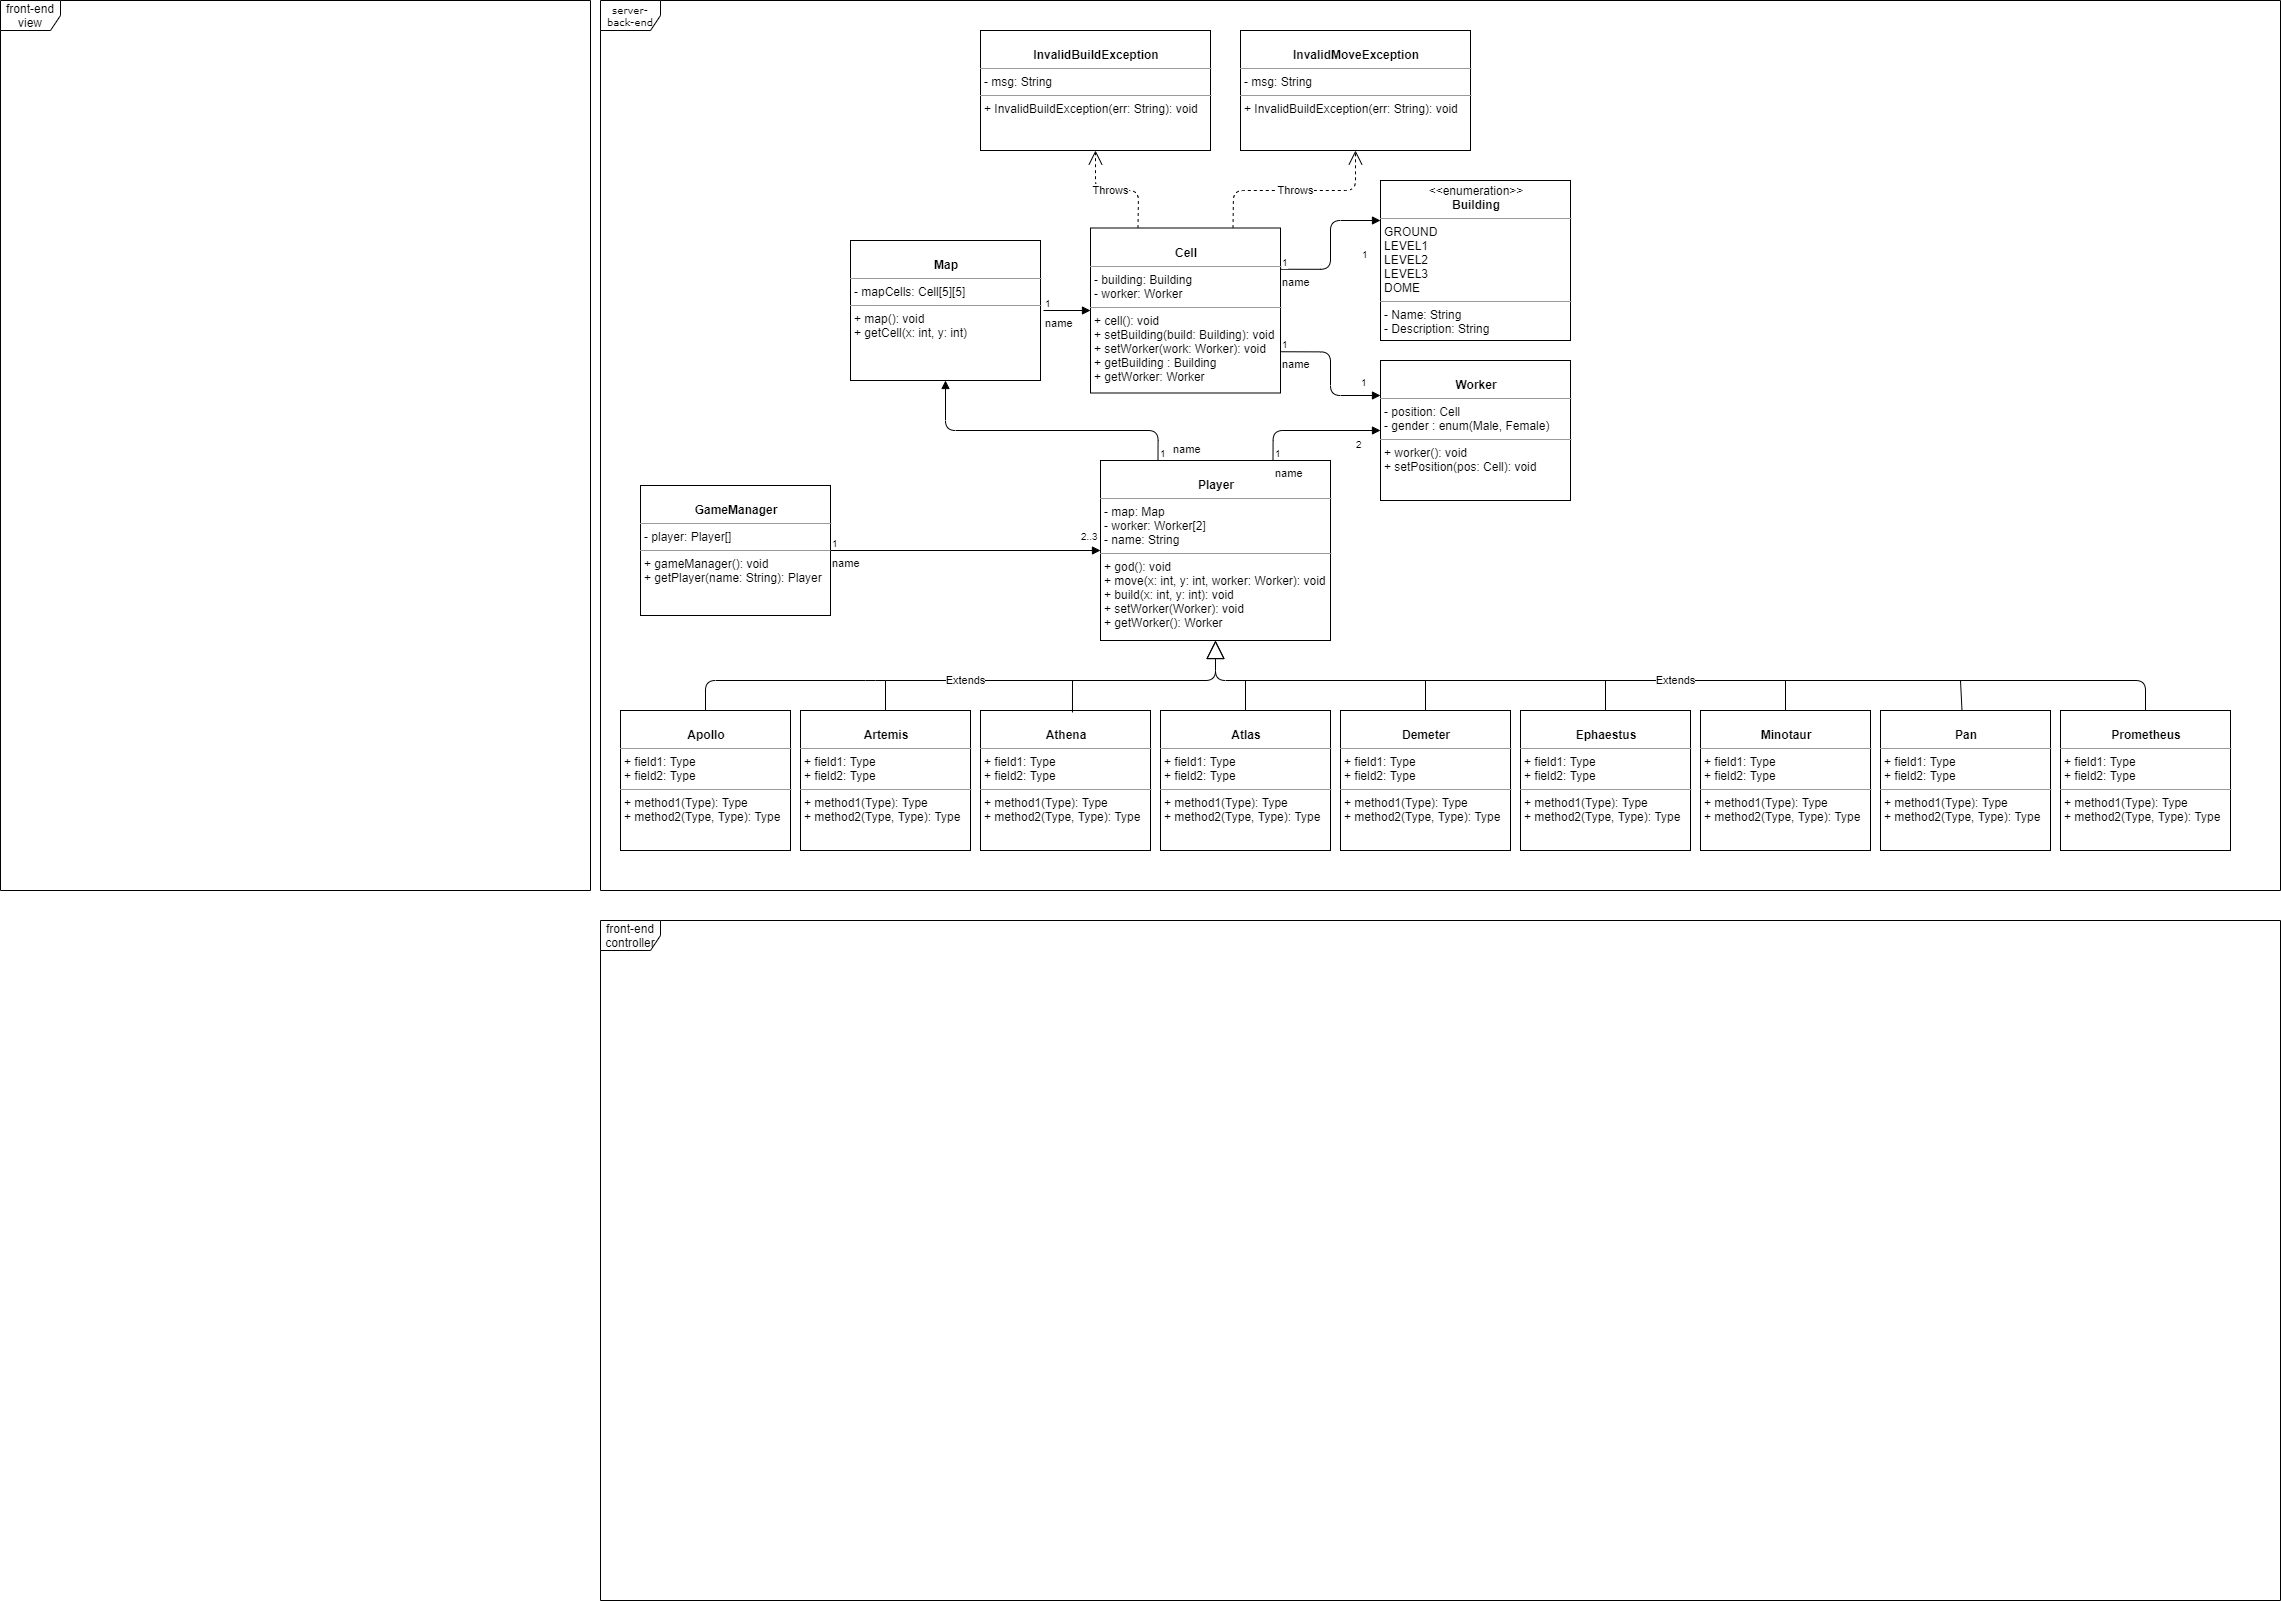 front-end
view
server-
back-end
InvalidBuildException
- msg: String
+ InvalidBuildException(err: String): void
InvalidMoveException
- msg: String
+ InvalidBuildException(err: String): void
Throws
Throws
<<enumeration>>
Building
GROUND
LEVEL1
LEVEL2
LEVEL3
DOME
- Name: String
- Description: String
Map
- mapCells: Cell[5][5]
+ map(): void
+ getCell(x: int, y: int)
1
name
Cell
- building: Building
- worker: Worker
+ cell(): void
+ setBuilding(build: Building): void
+ setWorker(work: Worker): void
+ getBuilding : Building
+ getWorker: Worker
1
name
1
1
name
1
Worker
- position: Cell
- gender : enum(Male, Female)
+ worker(): void
+ setPosition(pos: Cell): void
1
name
1
name
2
GameManager
- player: Player[]
+ gameManager(): void
+ getPlayer(name: String): Player
1
name
2..3
Player
- map: Map
- worker: Worker[2]
- name: String
+ god(): void
+ move(x: int, y: int, worker: Worker): void
+ build(x: int, y: int): void
+ setWorker(Worker): void
+ getWorker(): Worker
Extends
Extends
Apollo
+ field1: Type
+ field2: Type
+ method1(Type): Type
+ method2(Type, Type): Type
Artemis
+ field1: Type
+ field2: Type
+ method1(Type): Type
+ method2(Type, Type): Type
Athena
+ field1: Type
+ field2: Type
+ method1(Type): Type
+ method2(Type, Type): Type
Atlas
+ field1: Type
+ field2: Type
+ method1(Type): Type
+ method2(Type, Type): Type
Demeter
+ field1: Type
+ field2: Type
+ method1(Type): Type
+ method2(Type, Type): Type
Ephaestus
+ field1: Type
+ field2: Type
+ method1(Type): Type
+ method2(Type, Type): Type
Minotaur
+ field1: Type
+ field2: Type
+ method1(Type): Type
+ method2(Type, Type): Type
Pan
+ field1: Type
+ field2: Type
+ method1(Type): Type
+ method2(Type, Type): Type
Prometheus
+ field1: Type
+ field2: Type
+ method1(Type): Type
+ method2(Type, Type): Type
front-end
controller